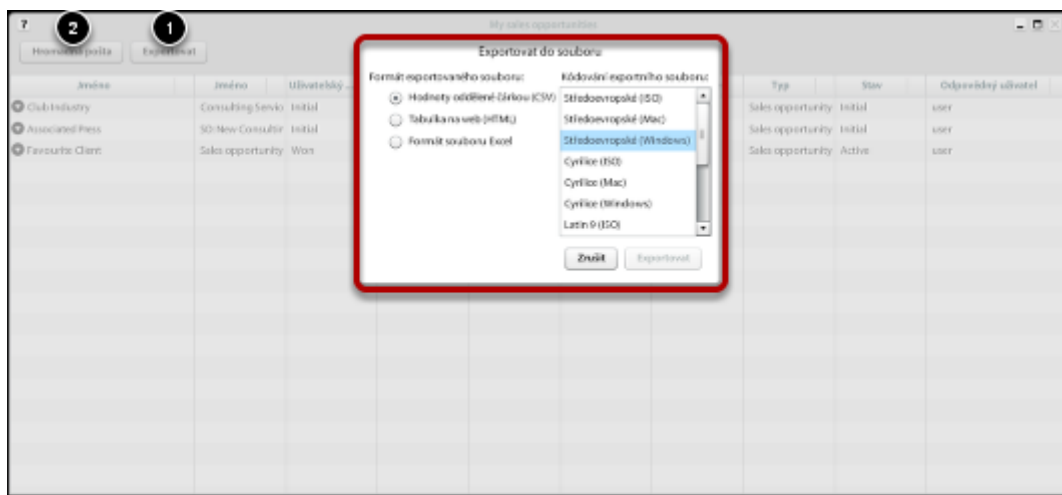 ?
My sales opportunities
2
1
Hromadná pošta
Exportovat
Exportovat do souboru
Formát exportovaného souboru:
Kódování exportního souboru:
Hodnoty oddělené čárkou (CSV)
Tabulka na web (HTML)
Formát souboru Excel
Středoevropské (ISO)
Středoevropské (Mac)
Středoevropské (Windows)
Cyrilice (ISO)
Cyrilice (Mac)
Cyrilice (Windows)
Latin 9 (ISO)
Zrušit
Exportovat
Jméno Jméno Uživatelský ... Typ Stav Odpovědný uživatel
Club Industry Consulting Servic Initial Sales opportunity Initial user
Associated Press SO: New Consultir Initial Sales opportunity Initial user
Favourite Client Sales opportunity Won Sales opportunity Active user